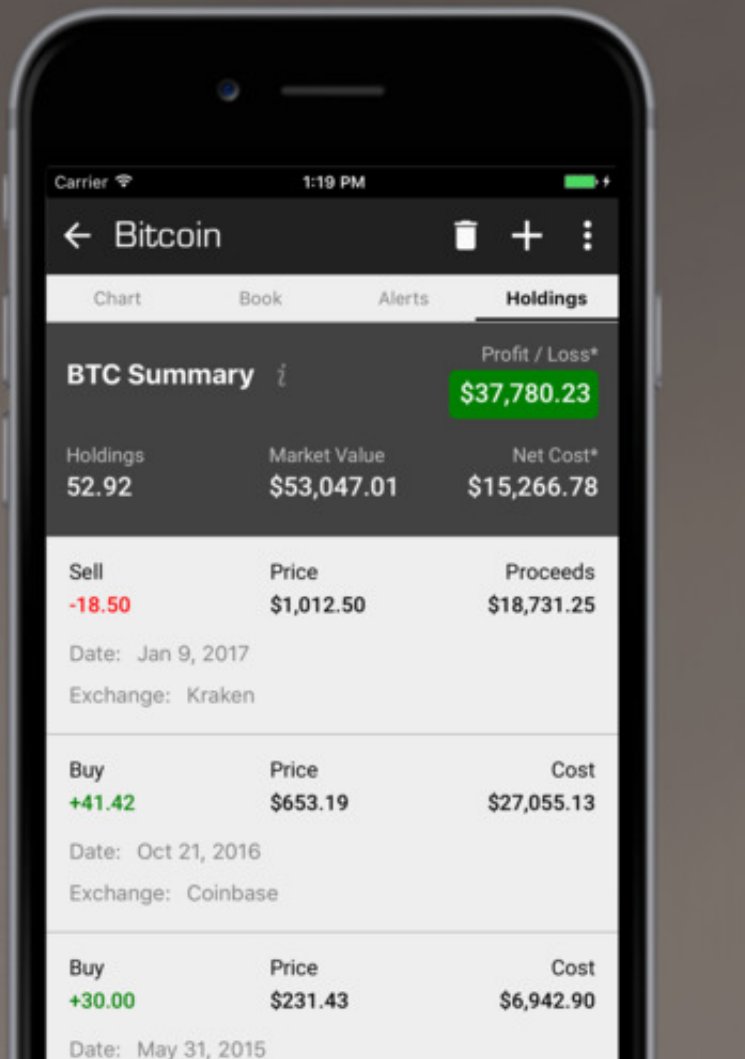 Carrier 1:19 PM
Bitcoin
Chart Book Alerts Holdings
BTC Summary i Profit / Loss*
$37,780.23
Holdings Market Value Net Cost*
52.92 $53,047.01 $15,266.78
Sell Price Proceeds
-18.50 $1,012.50 $18,731.25
Date: Jan 9, 2017
Exchange: Kraken
Buy Price Cost
+41.42 $653.19 $27,055.13
Date: Oct 21, 2016
Exchange: Coinbase
Buy Price Cost
+30.00 $231.43 $6,942.90
Date: May 31, 2015